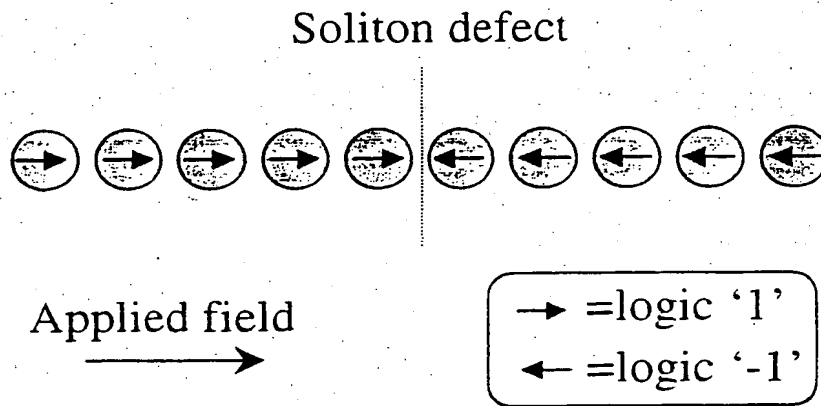 Soliton defect
Applied field
=logic ‘1’
=logic ‘-1’